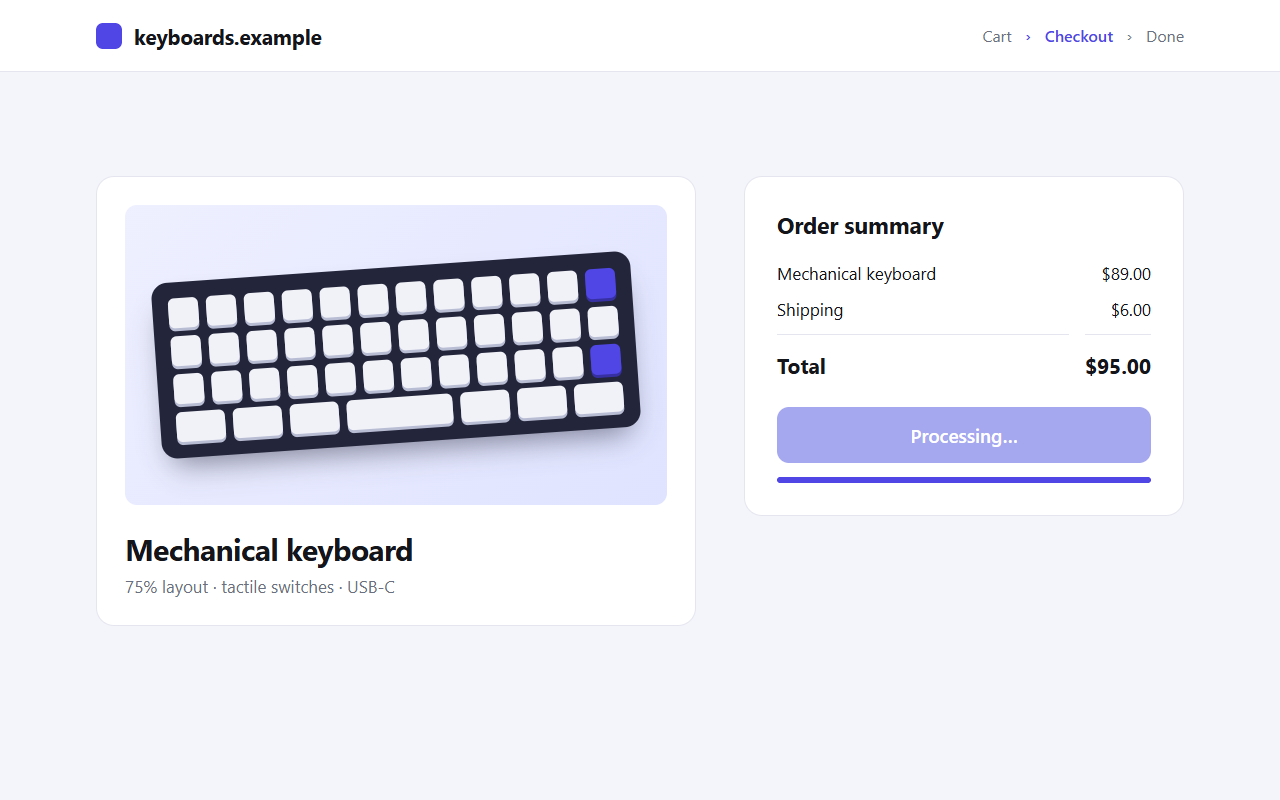 keyboards.example
Cart › Checkout › Done
Mechanical keyboard
75% layout · tactile switches · USB-C
Order summary
Mechanical keyboard $89.00
Shipping $6.00
Total $95.00
Processing...